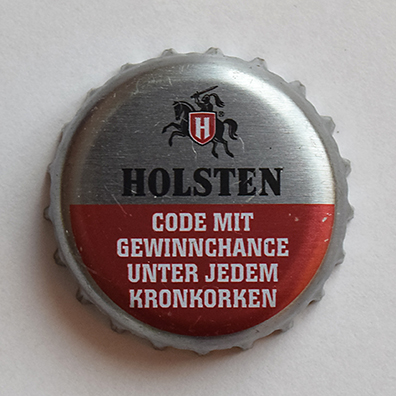 H
HOLSTEN
CODE MIT
GEWINNCHANCE
UNTER JEDEM
KRONKORKEN